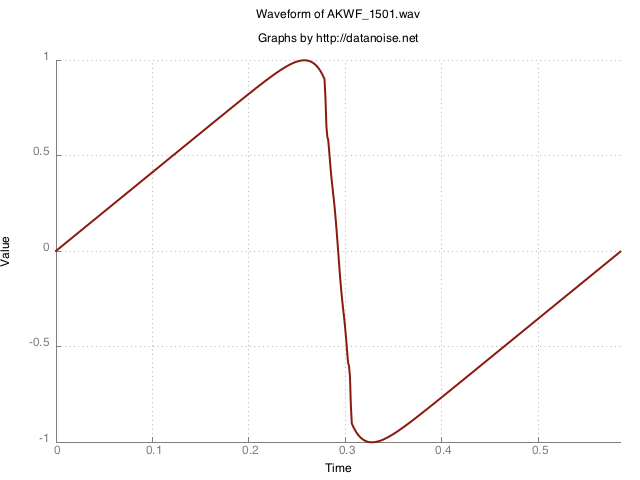 Waveform of AKWF_1501.wav
Graphs by http://datanoise.net
1
0.5
0
-0.5
-1
Value
0 0.1 0.2 0.3 0.4 0.5
Time